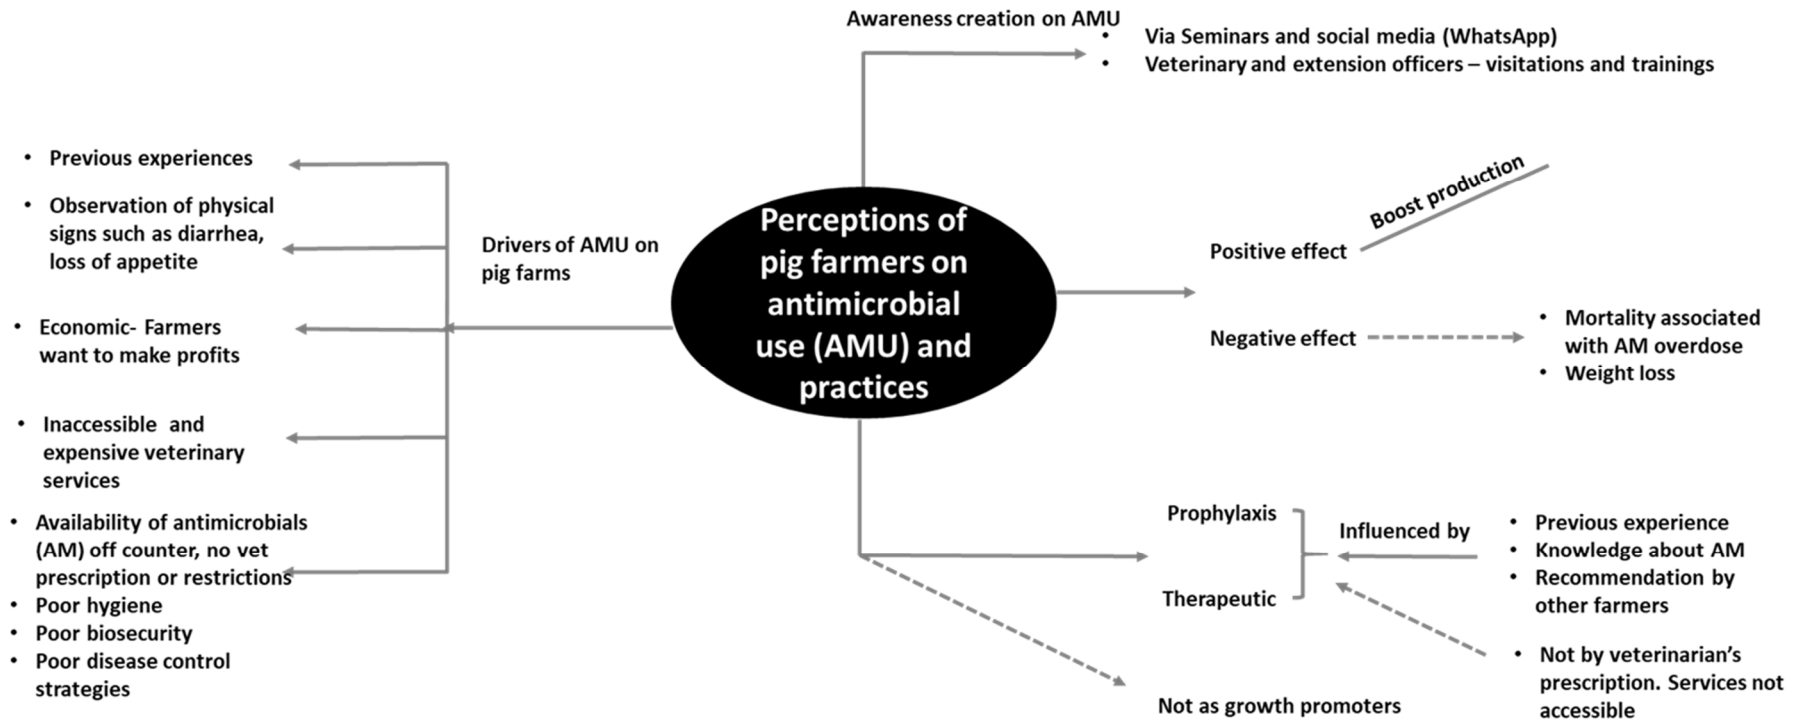 Awareness creation on AMU
• Via Seminars and social media (WhatsApp)
• Veterinary and extension officers – visitations and trainings
• Previous experiences
• Observation of physical
signs such as diarrhea,
loss of appetite
• Economic- Farmers
want to make profits
• Inaccessible and
expensive veterinary
services
• Availability of antimicrobials
(AM) off counter, no vet
prescription or restrictions
• Poor hygiene
• Poor biosecurity
• Poor disease control
strategies
Drivers of AMU on
pig farms
Perceptions of
pig farmers on
antimicrobial
use (AMU) and
practices
Positive effect
Boost production
Negative effect
• Mortality associated
with AM overdose
• Weight loss
Prophylaxis
Therapeutic
Influenced by
• Previous experience
• Knowledge about AM
• Recommendation by
other farmers
• Not by veterinarian’s
prescription. Services not
accessible
Not as growth promoters